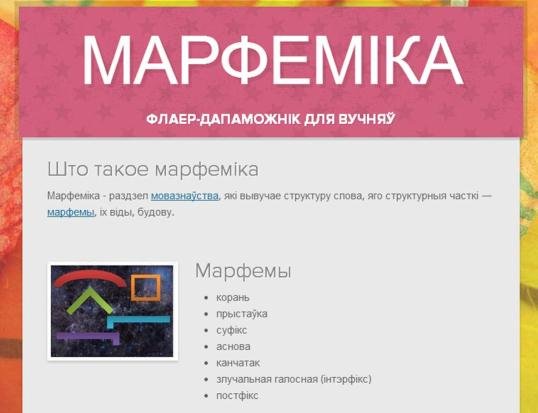 МАРФЕМІКА
ФЛАЕР-ДАПАМОЖНІК ДЛЯ ВУЧНЯЎ
Што такое марфеміка
Марфеміка - раздзел мовазнаўства, які вывучае структуру слова, яго структурныя часткі —
марфемы, іх віды, будову.
Марфемы
корань
прыстаўка
суфікс
аснова
канчатак
злучальная галосная (інтэрфікс)
постфікс